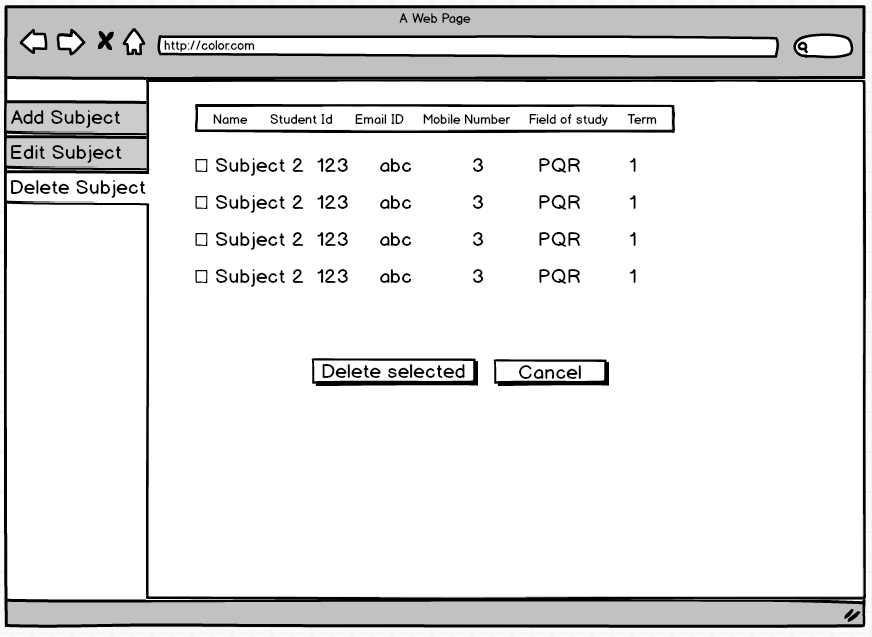 A Web Page
http://color.com
Add Subject
Edit Subject
Delete Subject
Name Student Id Email ID Mobile Number Field of study Term
Subject 2 123 abc 3 PQR 1
Subject 2 123 abc 3 PQR 1
Subject 2 123 abc 3 PQR 1
Subject 2 123 abc 3 PQR 1
Delete selected Cancel